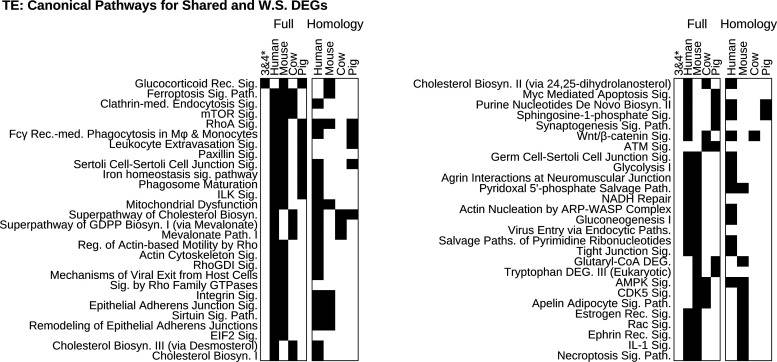 TE: Canonical Pathways for Shared and W.S. DEGs
Full Homology
3&4*
Human
Mouse
Cow
Pig
Human
Mouse
Cow
Pig
Glucocorticoid Rec. Sig.
Ferroptosis Sig. Path.
Clathrin-med. Endocytosis Sig.
mTOR Sig.
RhoA Sig.
Fcy Rec.-med. Phagocytosis in Mφ & Monocytes
Leukocyte Extravasation Sig.
Paxillin Sig.
Sertoli Cell-Sertoli Cell Junction Sig.
Iron homeostasis sig. pathway
Phagosome Maturation
ILK Sig.
Mitochondrial Dysfunction
Superpathway of Cholesterol Biosyn.
Superpathway of GDPP Biosyn. I (via Mevalonate)
Mevalonate Path. I
Reg. of Actin-based Motility by Rho
Actin Cytoskeleton Sig.
RhoGDI Sig.
Mechanisms of Viral Exit from Host Cells
Sig. by Rho Family GTPases
Integrin Sig.
Epithelial Adherens Junction Sig.
Sirtuin Sig. Path.
Remodeling of Epithelial Adherens Junctions
EIF2 Sig.
Cholesterol Biosyn. III (via Desmosterol)
Cholesterol Biosyn. I
Full Homology
3&4*
Human
Mouse
Cow
Pig
Human
Mouse
Cow
Pig
Cholesterol Biosyn. II (via 24,25-dihydrolanosterol)
Myc Mediated Apoptosis Sig.
Purine Nucleotides De Novo Biosyn. II
Sphingosine-1-phosphate Sig.
Synaptogenesis Sig. Path.
Wnt/β-catenin Sig.
ATM Sig.
Germ Cell-Sertoli Cell Junction Sig.
Glycolysis I
Agrin Interactions at Neuromuscular Junction
Pyridoxal 5'-phosphate Salvage Path.
NADH Repair
Actin Nucleation by ARP-WASP Complex
Gluconeogenesis I
Virus Entry via Endocytic Paths.
Salvage Paths. of Pyrimidine Ribonucleotides
Tight Junction Sig.
Glutaryl-CoA DEG.
Tryptophan DEG. III (Eukaryotic)
AMPK Sig.
CDK5 Sig.
Apelin Adipocyte Sig. Path.
Estrogen Rec. Sig.
Rac Sig.
Ephrin Rec. Sig.
IL-1 Sig.
Necroptosis Sig. Path.